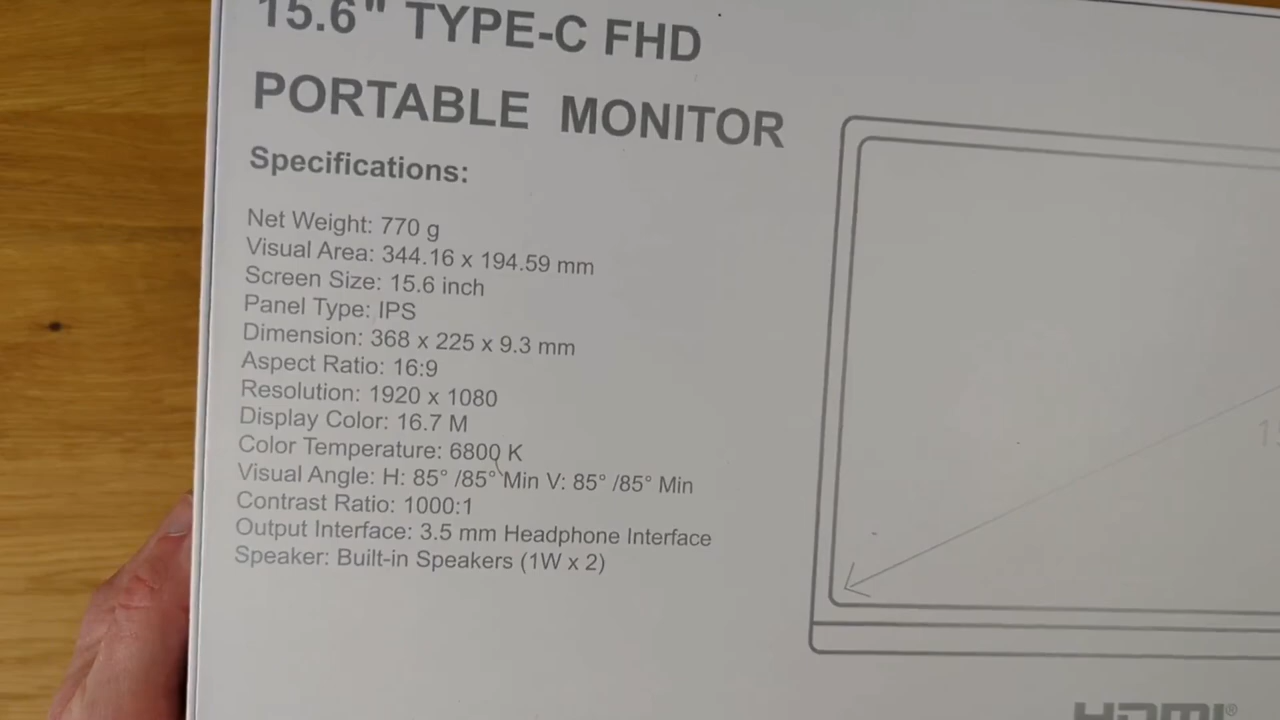 15.6" TYPE-C FHD
PORTABLE MONITOR
Specifications:
Net Weight: 770 g
Visual Area: 344.16 x 194.59 mm
Screen Size: 15.6 inch
Panel Type: IPS
Dimension: 368 x 225 x 9.3 mm
Aspect Ratio: 16:9
Resolution: 1920 x 1080
Display Color: 16.7 M
Color Temperature: 6800 K
Visual Angle: H: 85° /85° Min V: 85° /85° Min
Contrast Ratio: 1000:1
Output Interface: 3.5 mm Headphone Interface
Speaker: Built-in Speakers (1W x 2)
HDMI®